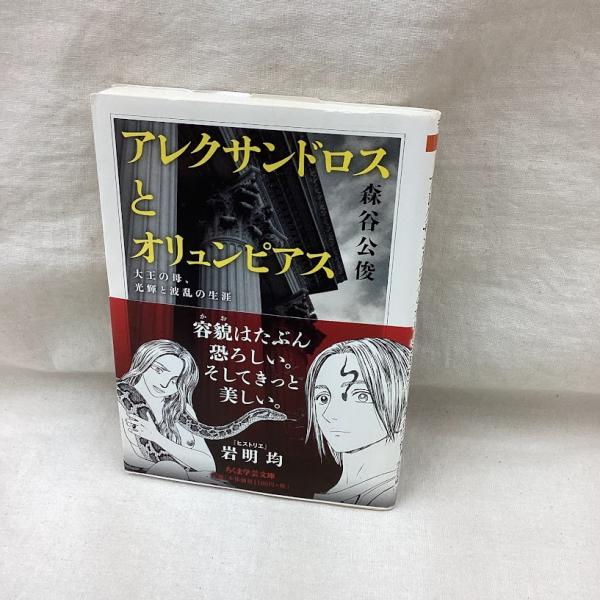 アレクサンドロス
と
オリュンピアス
大王の母、
光輝と波乱の生涯
森谷公俊
かお
容貌はたぶん
恐ろしい。
そしてきっと
美しい。
『ヒストリエ』
岩明 均
ちくま学芸文庫